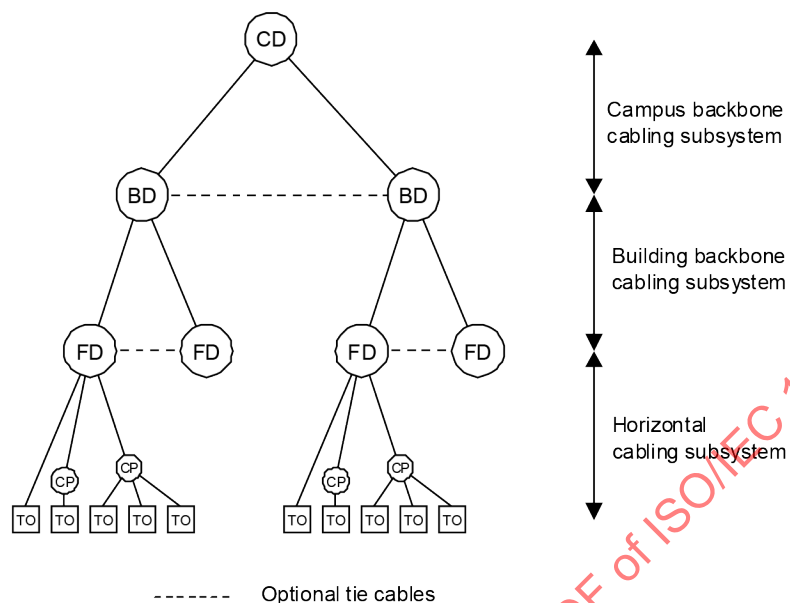 CD
Campus backbone
cabling subsystem
BD BD
Building backbone
cabling subsystem
FD FD FD FD
Horizontal
cabling subsystem
CP CP CP CP
TO TO TO TO TO TO TO TO TO TO
Optional tie cables
of ISO/IEC